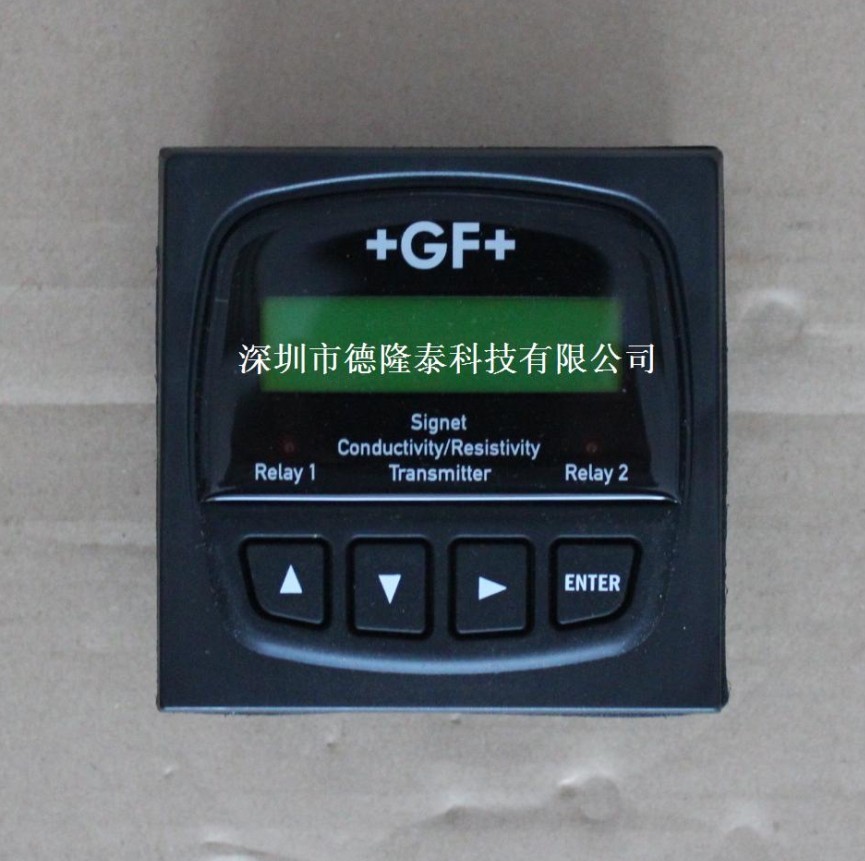 +GF+
深圳市德隆泰科技有限公司
Signet
Conductivity/Resistivity
Relay 1 Transmitter Relay 2
ENTER